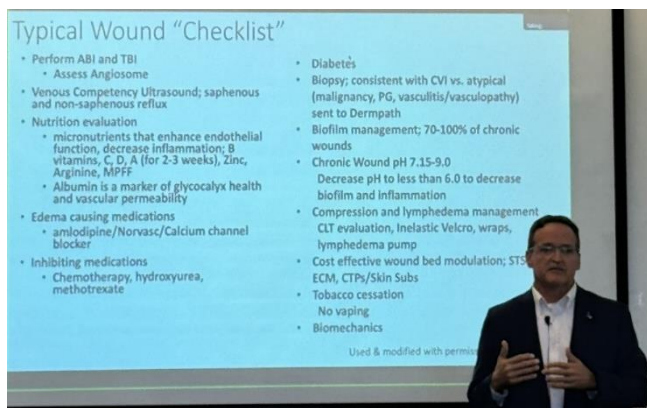 Typical Wound “Checklist”
• Perform ABI and TBI
• Assess Angiosome
• Venous Competency Ultrasound; saphenous
and non-saphenous reflux
• Nutrition evaluation
• micronutrients that enhance endothelial
function, decrease inflammation; B
vitamins, C, D, A (for 2-3 weeks), Zinc,
Arginine, MPFF
• Albumin is a marker of glycocalyx health
and vascular permeability
• Edema causing medications
• amlodipine/Norvasc/Calcium channel
blocker
• Inhibiting medications
• Chemotherapy, hydroxyurea,
methotrexate
• Diabetes
• Biopsy; consistent with CVI vs. atypical
(malignancy, PG, vasculitis/vasculopathy)
sent to Dermpath
• Biofilm management; 70-100% of chronic
wounds
• Chronic Wound pH 7.15-9.0
Decrease pH to less than 6.0 to decrease
biofilm and inflammation
• Compression and lymphedema management
CLT evaluation, Inelastic Velcro, wraps,
lymphedema pump
• Cost effective wound bed modulation; STS
ECM, CTPs/Skin Subs
• Tobacco cessation
No vaping
• Biomechanics
Used & modified with